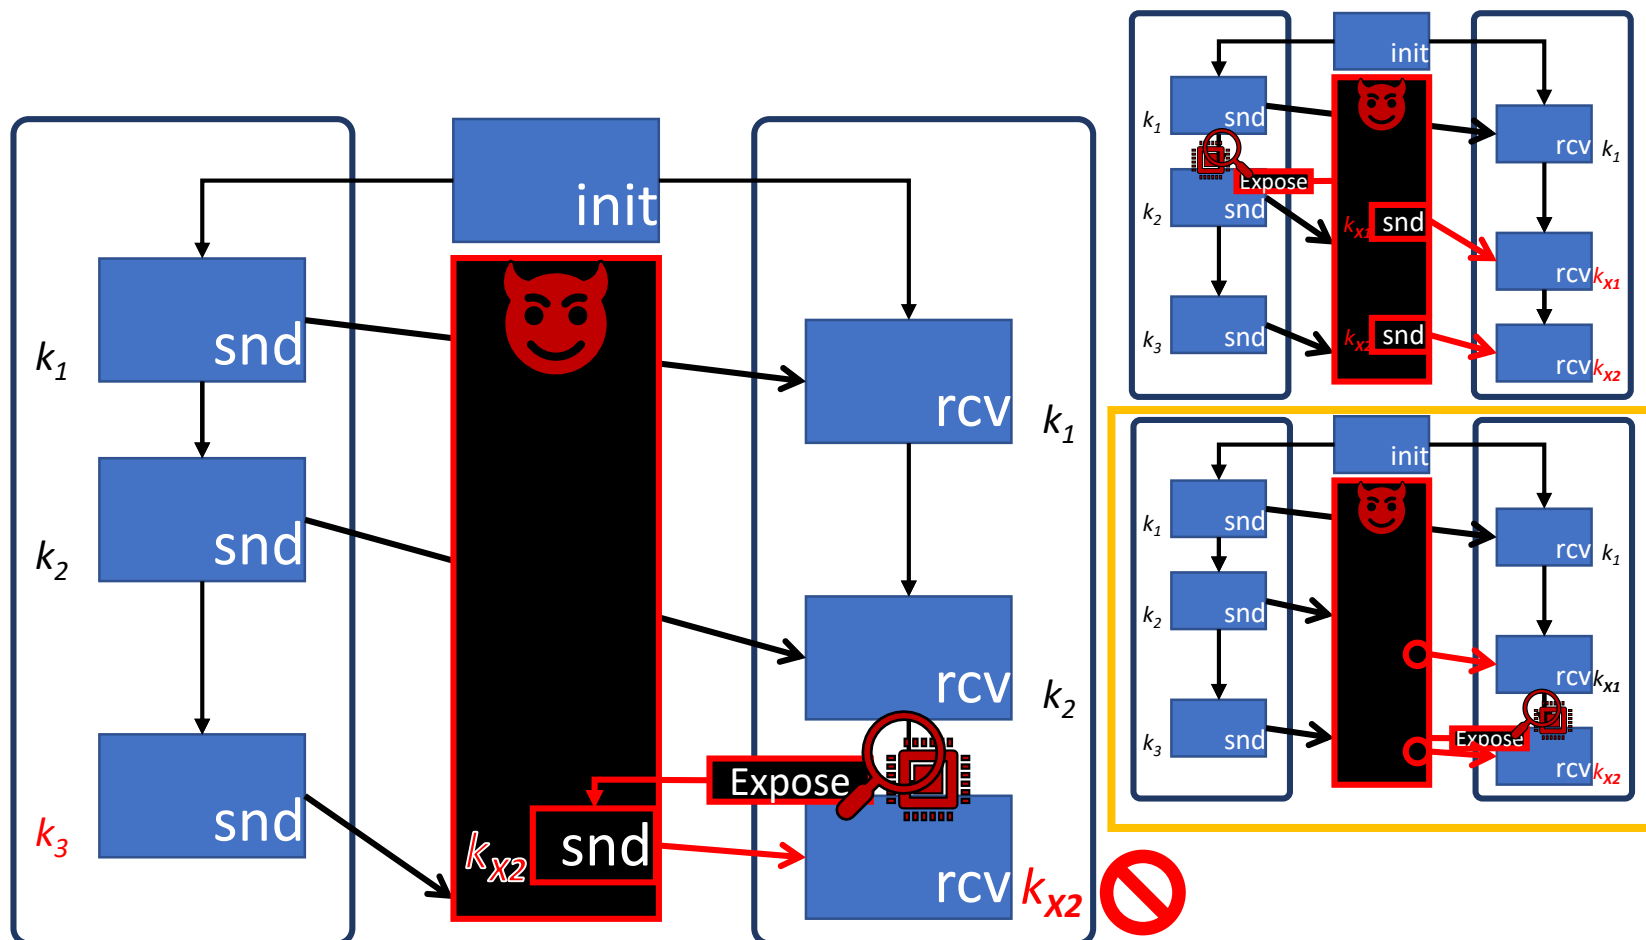 init
snd
k1
rcv
k1
snd
k2
rcv
k2
Expose
snd
k3
snd
kX2
rcv
kX2
init
snd
k1
rcv
k1
Expose
snd
k2
kX1
snd
rcv
kX1
snd
k3
kX2
snd
rcv
kX2
init
snd
k1
rcv
k1
snd
k2
rcv
kX1
snd
k3
Expose
rcv
kX2